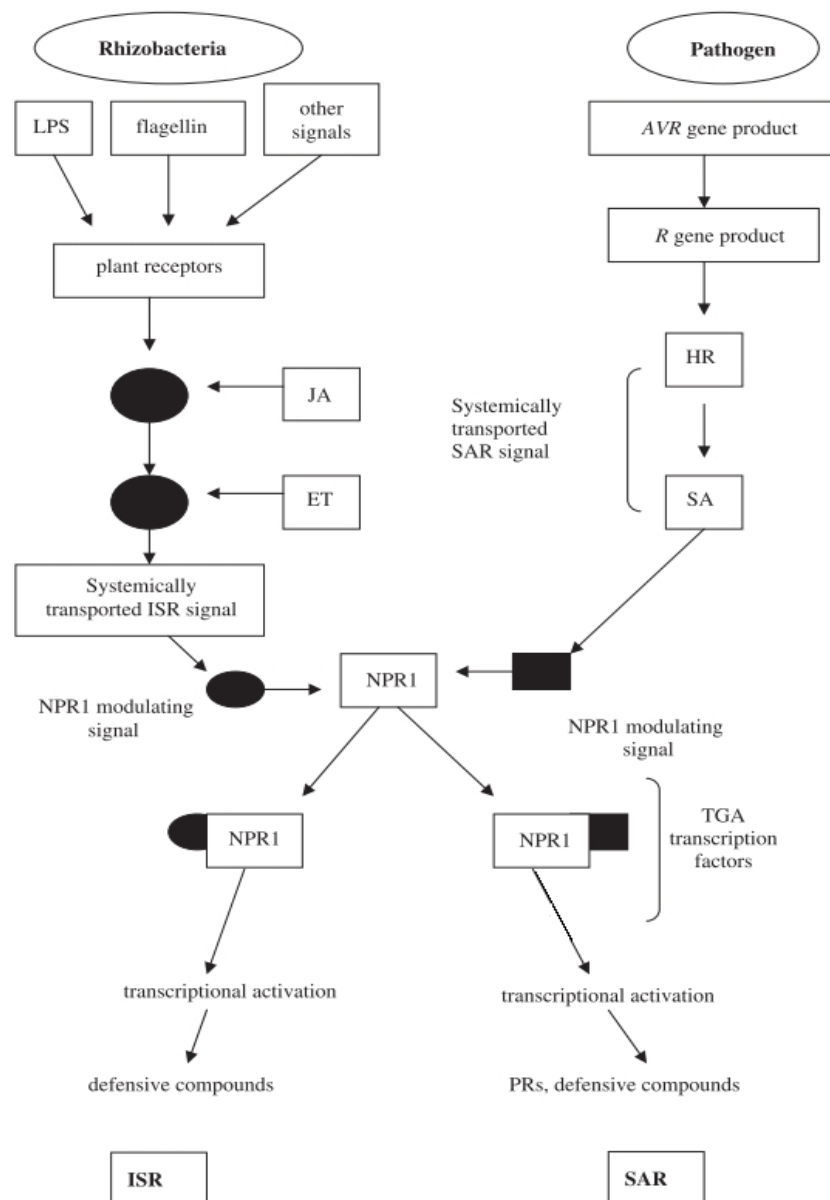 Rhizobacteria
Pathogen
LPS
flagellin
other
signals
AVR gene product
plant receptors
R gene product
JA
HR
Systemically
transported
SAR signal
ET
SA
Systemically
transported ISR signal
NPR1
NPR1 modulating
signal
NPR1 modulating
signal
NPR1
NPR1
TGA
transcription
factors
transcriptional activation
transcriptional activation
defensive compounds
PRs, defensive compounds
ISR
SAR